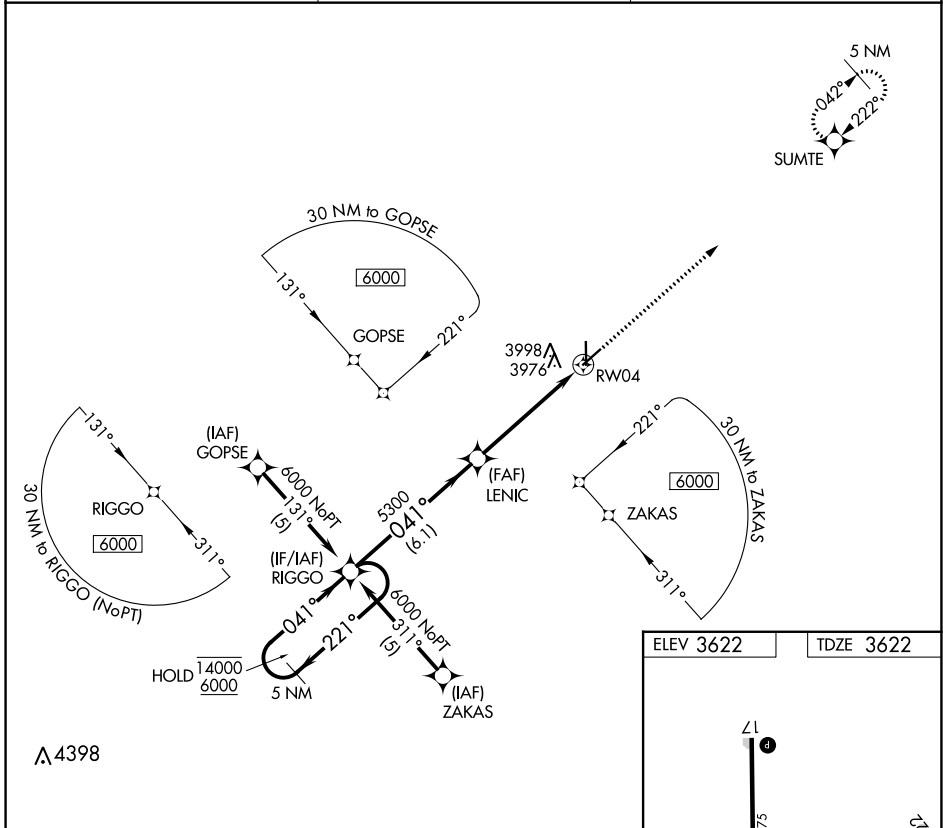 5 NM
042°
222°
SUMTE
30 NM to GOPSE
6000
131°
221°
GOPSE
3998
3976
RW04
131°
RIGGO
6000
311°
30 NM to RIGGO (NoPT)
(IAF)
GOPSE
6000 NoPT
131°
(5)
(FAF)
LENIC
5300
041°
(6.1)
221°
30 NM to ZAKAS
6000
ZAKAS
311°
(IF/IAF)
RIGGO
041°
221°
6000 NoPT
311°
(5)
HOLD 14000
6000
5 NM
(IAF)
ZAKAS
4398
ELEV 3622
TDZE 3622
17
P
75